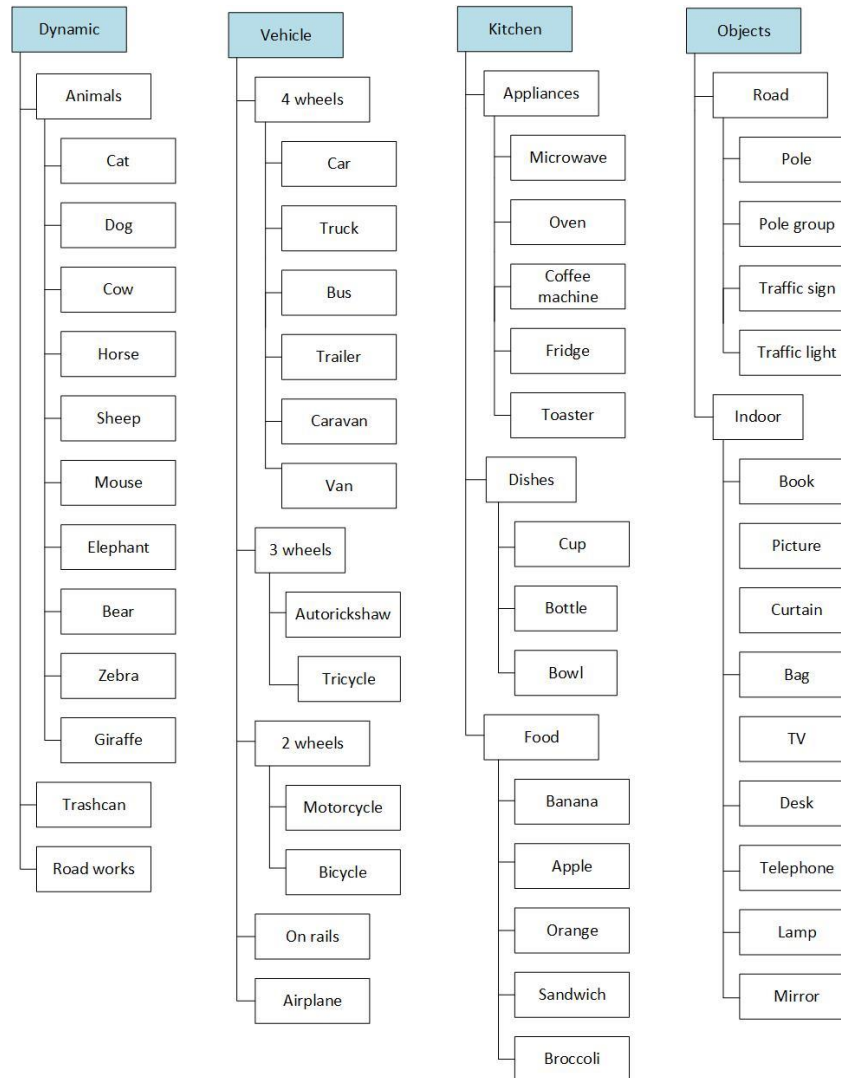 Dynamic
Animals
Cat
Dog
Cow
Horse
Sheep
Mouse
Elephant
Bear
Zebra
Giraffe
Trashcan
Road works
Vehicle
4 wheels
Car
Truck
Bus
Trailer
Caravan
Van
3 wheels
Autorickshaw
Tricycle
2 wheels
Motorcycle
Bicycle
On rails
Airplane
Kitchen
Appliances
Microwave
Oven
Coffee
machine
Fridge
Toaster
Dishes
Cup
Bottle
Bowl
Food
Banana
Apple
Orange
Sandwich
Broccoli
Objects
Road
Pole
Pole group
Traffic sign
Traffic light
Indoor
Book
Picture
Curtain
Bag
TV
Desk
Telephone
Lamp
Mirror